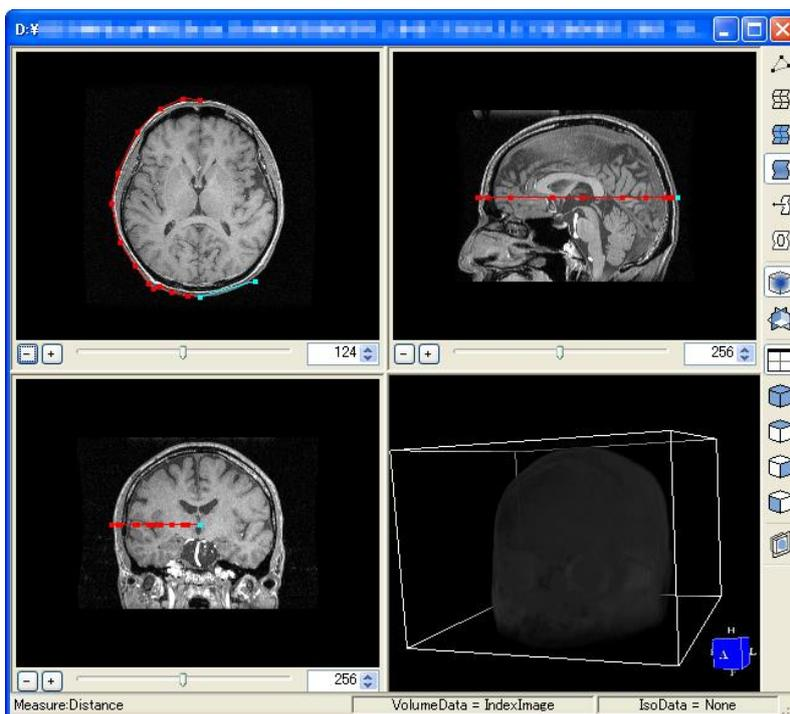 D:¥
- + 124
- + 256
- + 256
H
A L
F
Measure:Distance VolumeData = IndexImage IsoData = None